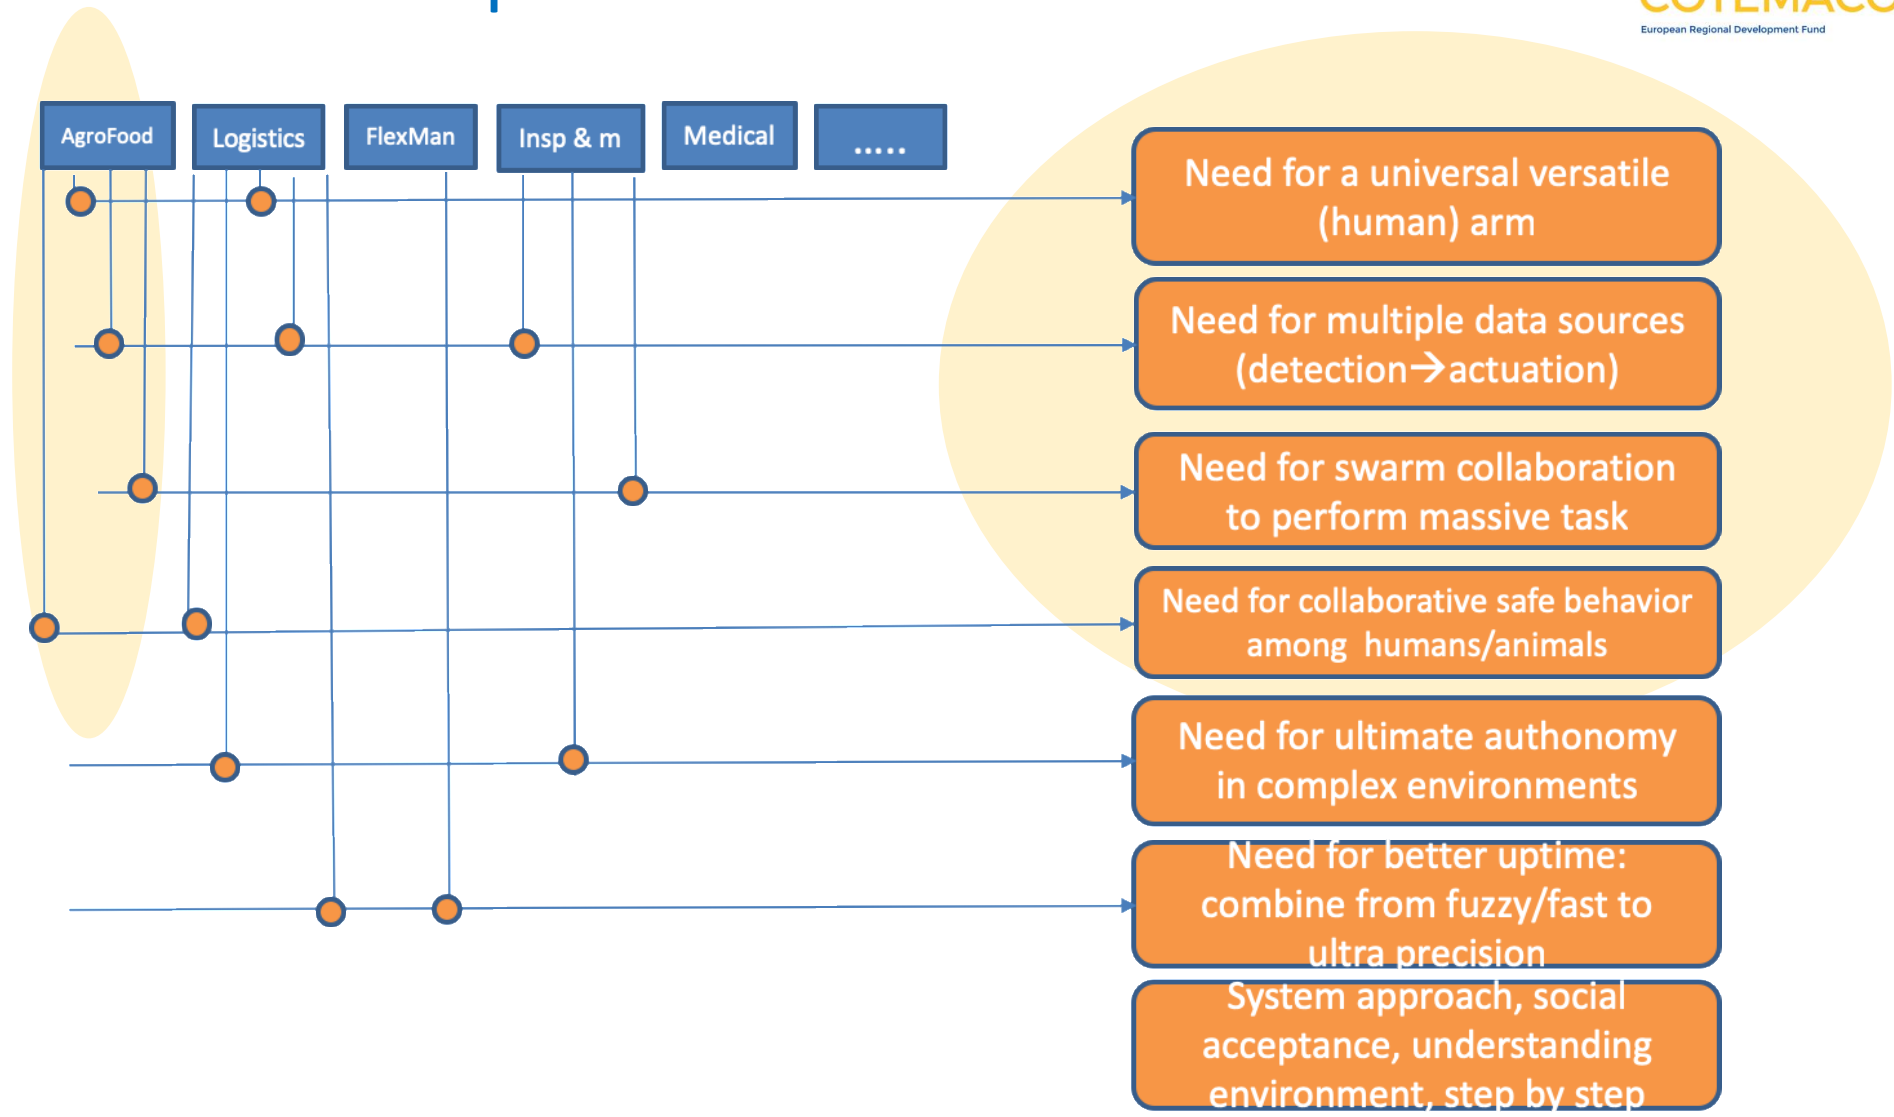 COTEMACO
European Regional Development Fund
AgroFood
Logistics
FlexMan
Insp & m
Medical
.....
Need for a universal versatile
(human) arm
Need for multiple data sources
(detection→actuation)
Need for swarm collaboration
to perform massive task
Need for collaborative safe behavior
among humans/animals
Need for ultimate authonomy
in complex environments
Need for better uptime:
combine from fuzzy/fast to
ultra precision
System approach, social
acceptance, understanding
environment, step by step